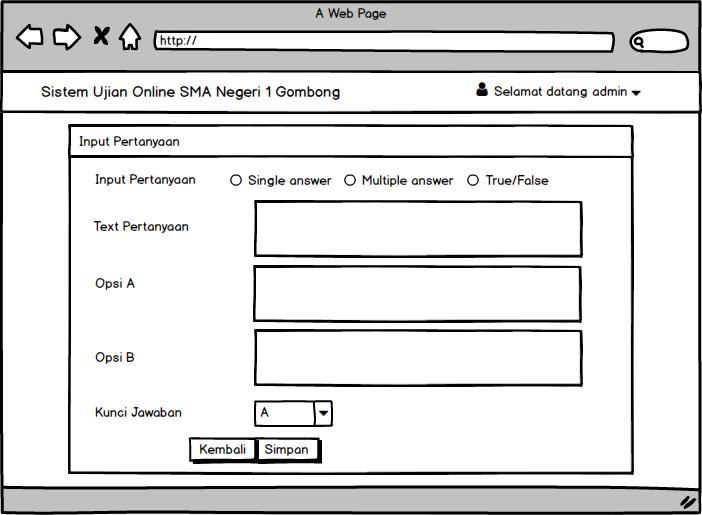 A Web Page
http://
Sistem Ujian Online SMA Negeri 1 Gombong
Selamat datang admin
Input Pertanyaan
Input Pertanyaan Single answer Multiple answer True/False
Text Pertanyaan
Opsi A
Opsi B
Kunci Jawaban A
Kembali Simpan